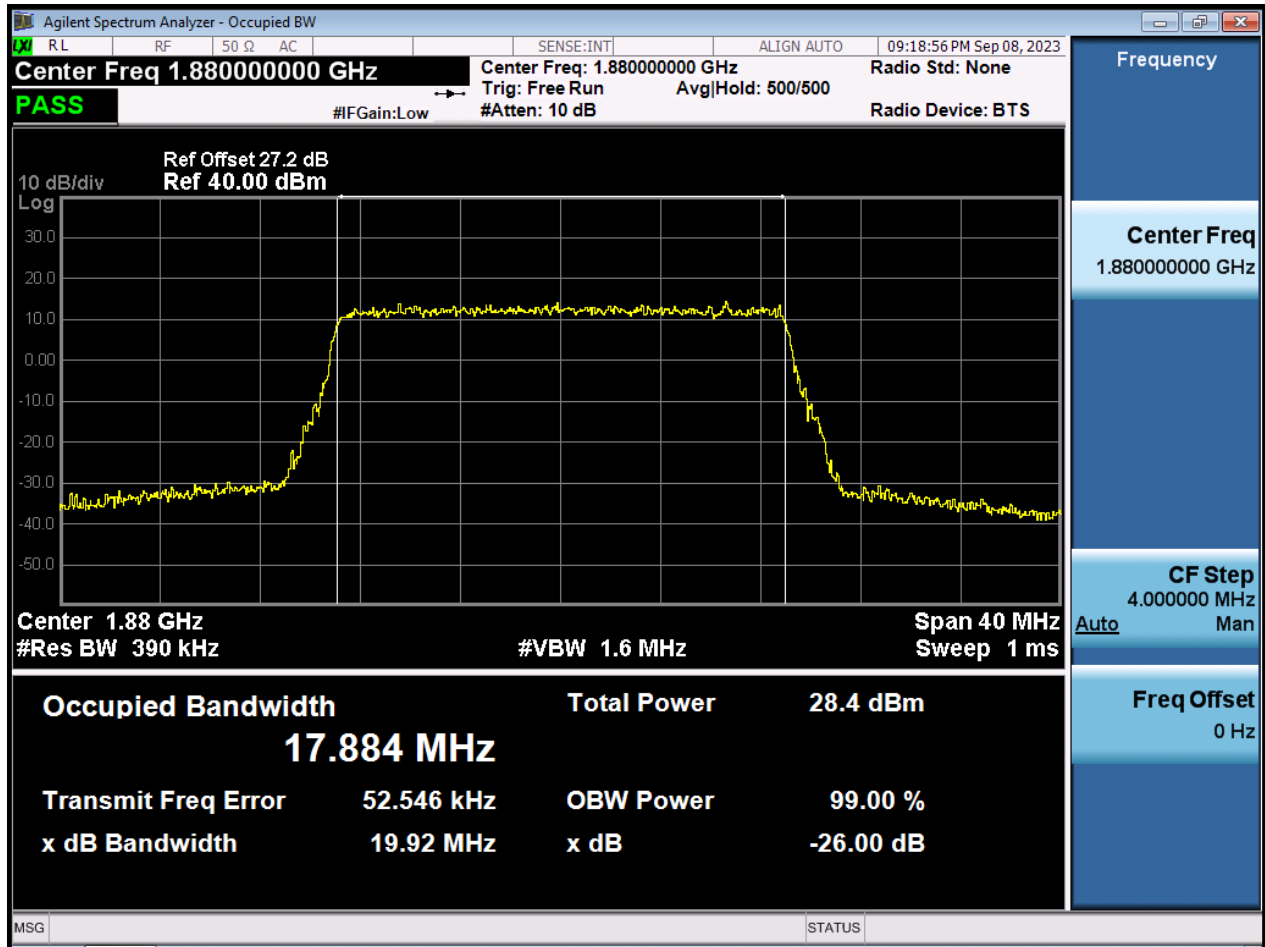 Agilent Spectrum Analyzer - Occupied BW
LXI RL RF 50 Ω AC SENSE:INT ALIGN AUTO 09:18:56 PM Sep 08, 2023
Center Freq 1.880000000 GHz
PASS
#IFGain:Low
Center Freq: 1.880000000 GHz
Trig: Free Run Avg|Hold: 500/500
#Atten: 10 dB
Radio Std: None
Radio Device: BTS
Ref Offset 27.2 dB
10 dB/div Ref 40.00 dBm
Log
30.0
20.0
10.0
0.00
-10.0
-20.0
-30.0
-40.0
-50.0
Center 1.88 GHz Span 40 MHz
#Res BW 390 kHz #VBW 1.6 MHz Sweep 1 ms
Occupied Bandwidth Total Power 28.4 dBm
17.884 MHz
Transmit Freq Error 52.546 kHz OBW Power 99.00 %
x dB Bandwidth 19.92 MHz x dB -26.00 dB
MSG STATUS
Frequency
Center Freq
1.880000000 GHz
CF Step
4.000000 MHz
Auto Man
Freq Offset
0 Hz